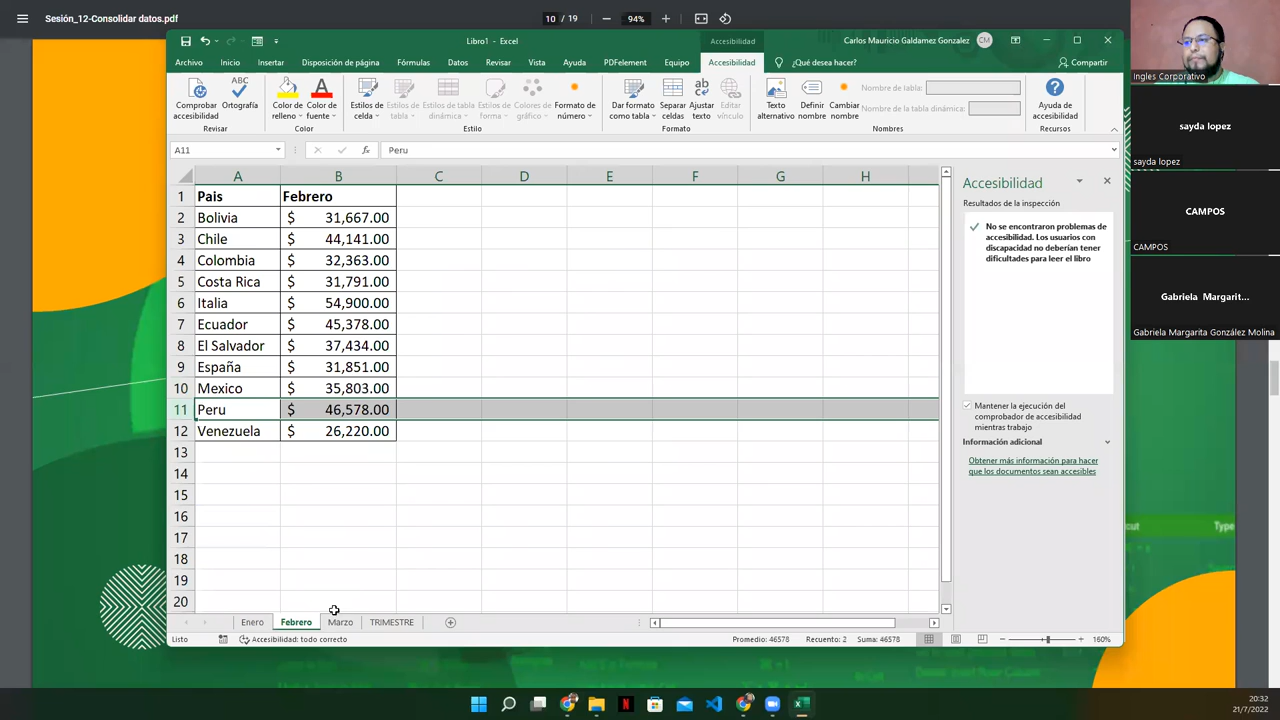 Sesión_12-Consolidar datos.pdf
10 / 19
94%
Libro1 - Excel
Accesibilidad
Carlos Mauricio Galdamez Gonzalez
CM
Archivo
Inicio
Insertar
Disposición de página
Fórmulas
Datos
Revisar
Vista
Ayuda
PDFelement
Equipo
Accesibilidad
¿Qué desea hacer?
Compartir
Comprobar accesibilidad
Ortografía
Color de relleno
Color de fuente
Estilos de celda
Estilos de tabla
Estilos de tabla dinámica
Estilos de forma
Colores de gráfico
Formato de número
Dar formato como tabla
Separar celdas
Ajustar texto
Editar vínculo
Texto alternativo
Definir nombre
Cambiar nombre
Nombre de tabla:
Nombre de la tabla dinámica:
Ayuda de accesibilidad
Revisar
Estilo
Formato
Nombres
Recursos
A11
fx
Peru
A B C D E F G H
1 Pais Febrero
2 Bolivia $ 31,667.00
3 Chile $ 44,141.00
4 Colombia $ 32,363.00
5 Costa Rica $ 31,791.00
6 Italia $ 54,900.00
7 Ecuador $ 45,378.00
8 El Salvador $ 37,434.00
9 España $ 31,851.00
10 Mexico $ 35,803.00
11 Peru $ 46,578.00
12 Venezuela $ 26,220.00
13
14
15
16
17
18
19
20
Accesibilidad
Resultados de la inspección
No se encontraron problemas de
accesibilidad. Los usuarios con
discapacidad no deberían tener
dificultades para leer el libro
Mantener la ejecución del
comprobador de accesibilidad
mientras trabajo
Información adicional
Obtener más información para hacer
que los documentos sean accesibles
Enero
Febrero
Marzo
TRIMESTRE
Listo
Accesibilidad: todo correcto
Promedio: 46578
Recuento: 2
Suma: 46578
160%
Ingles Corporativo
sayda lopez
sayda lopez
CAMPOS
CAMPOS
Gabriela Margarit...
Gabriela Margarita González Molina
cut
Type
20:32
21/7/2022